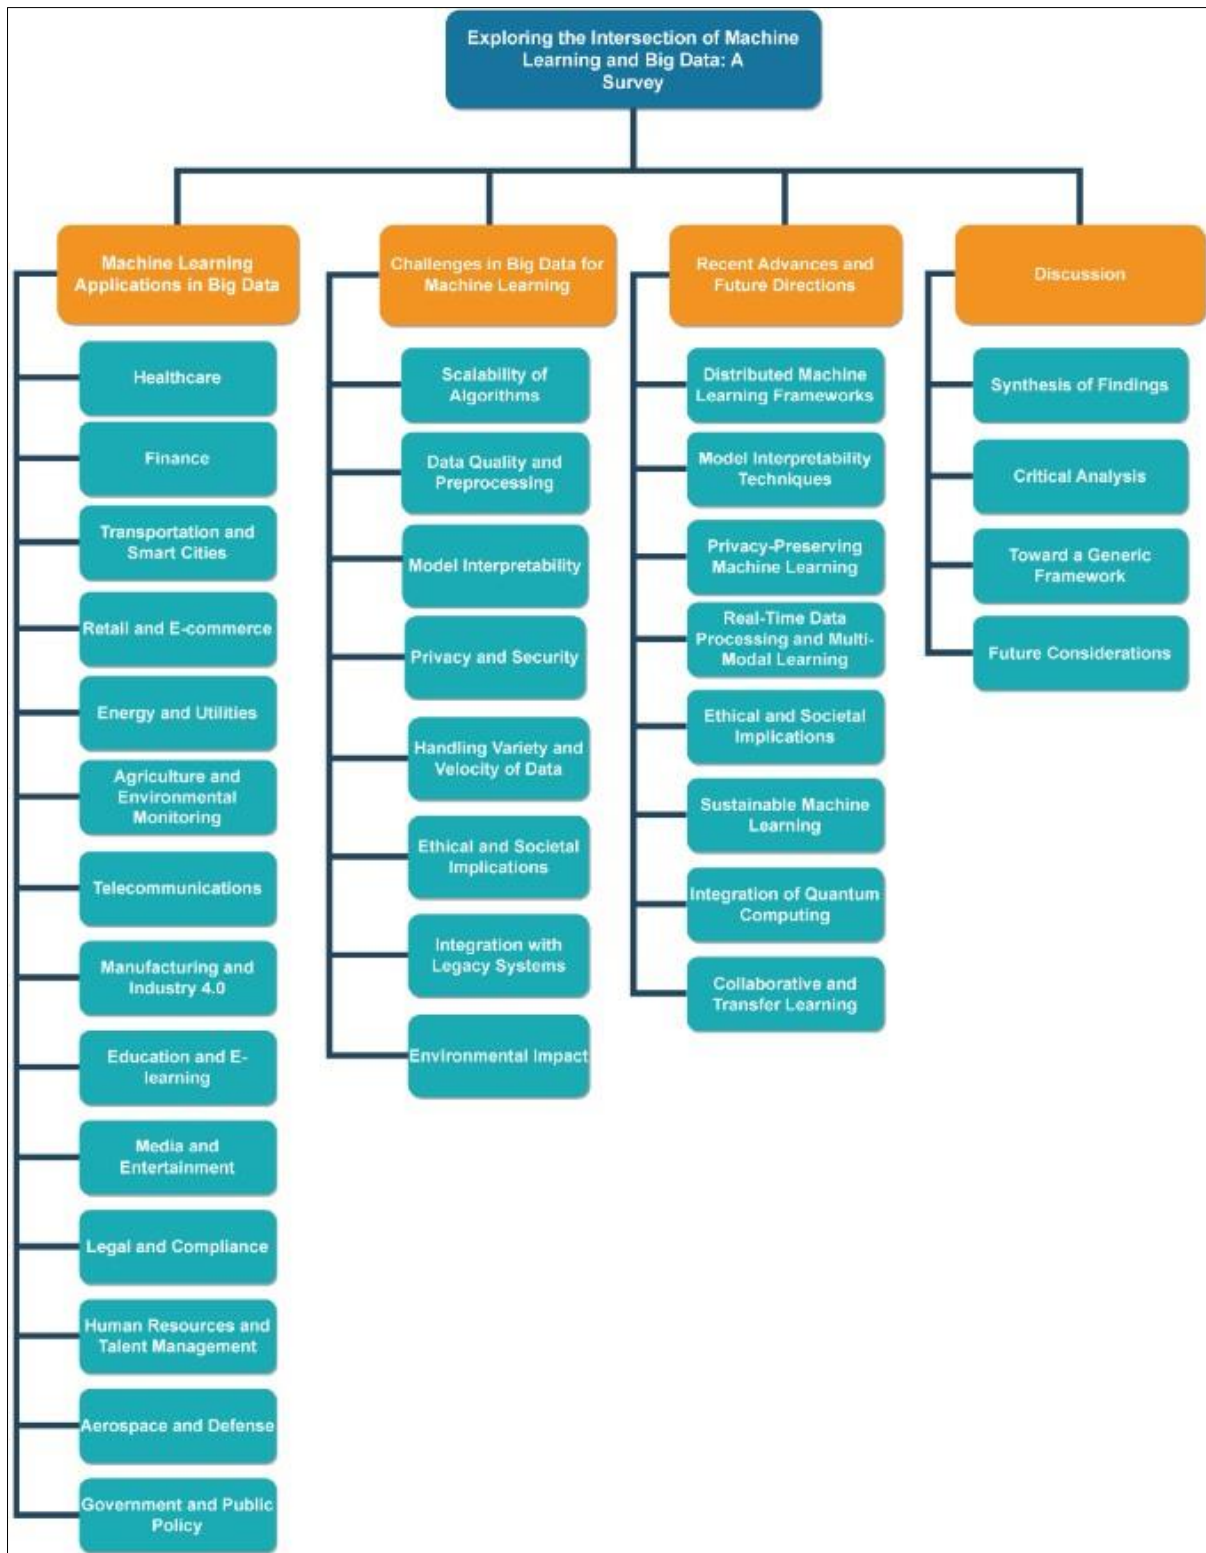 Exploring the Intersection of Machine
Learning and Big Data: A
Survey
Machine Learning
Applications in Big Data
Healthcare
Finance
Transportation and
Smart Cities
Retail and E-commerce
Energy and Utilities
Agriculture and
Environmental
Monitoring
Telecommunications
Manufacturing and
Industry 4.0
Education and E-
learning
Media and
Entertainment
Legal and Compliance
Human Resources and
Talent Management
Aerospace and Defense
Government and Public
Policy
Challenges in Big Data for
Machine Learning
Scalability of
Algorithms
Data Quality and
Preprocessing
Model Interpretability
Privacy and Security
Handling Variety and
Velocity of Data
Ethical and Societal
Implications
Integration with
Legacy Systems
Environmental Impact
Recent Advances and
Future Directions
Distributed Machine
Learning Frameworks
Model Interpretability
Techniques
Privacy-Preserving
Machine Learning
Real-Time Data
Processing and Multi-
Modal Learning
Ethical and Societal
Implications
Sustainable Machine
Learning
Integration of Quantum
Computing
Collaborative and
Transfer Learning
Discussion
Synthesis of Findings
Critical Analysis
Toward a Generic
Framework
Future Considerations